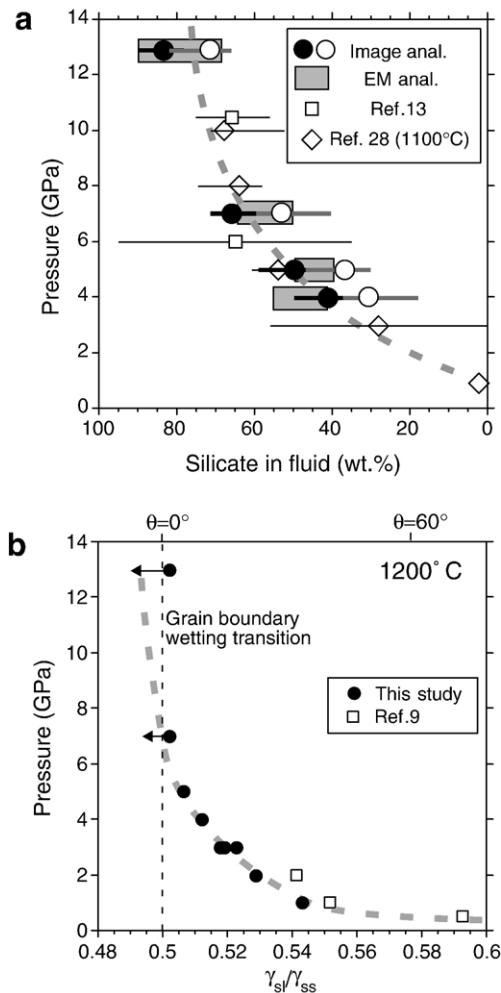 a.
Image anal.
EM anal.
Ref.13
Ref. 28 (1100°C)
14
12
10
8
6
4
2
0
Pressure (GPa)
100 80 60 40 20 0
Silicate in fluid (wt.%)
b
θ=0° θ=60°
1200°C
Grain boundary
wetting transition
This study
Ref.9
14
12
10
8
6
4
2
0
Pressure (GPa)
0.48 0.5 0.52 0.54 0.56 0.58 0.6
γsl/γss